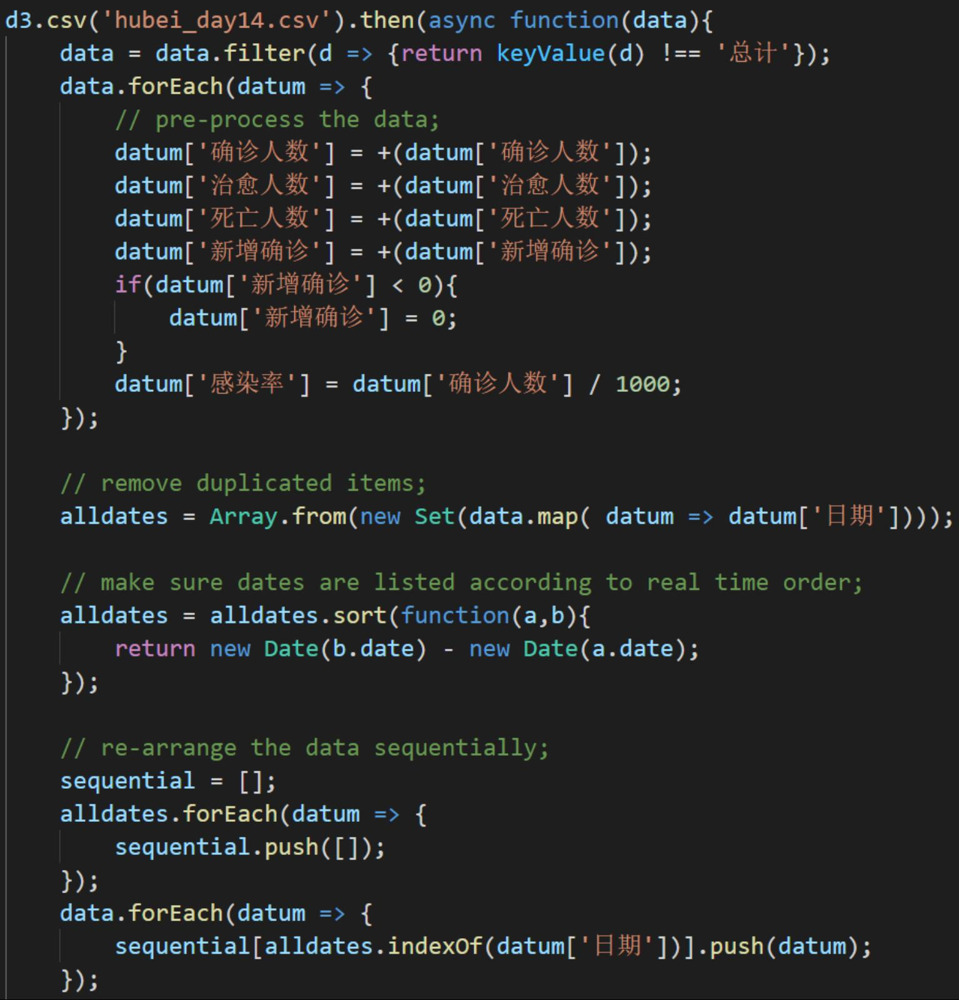 d3.csv('hubei_day14.csv').then(async function(data){
data = data.filter(d => {return keyValue(d) !== '总计'});
data.forEach(datum => {
// pre-process the data;
datum['确诊人数'] = +(datum['确诊人数']);
datum['治愈人数'] = +(datum['治愈人数']);
datum['死亡人数'] = +(datum['死亡人数']);
datum['新增确诊'] = +(datum['新增确诊']);
if(datum['新增确诊'] < 0){
datum['新增确诊'] = 0;
}
datum['感染率'] = datum['确诊人数'] / 1000;
});
// remove duplicated items;
alldates = Array.from(new Set(data.map( datum => datum['日期'])));
// make sure dates are listed according to real time order;
alldates = alldates.sort(function(a,b){
return new Date(b.date) - new Date(a.date);
});
// re-arrange the data sequentially;
sequential = [];
alldates.forEach(datum => {
sequential.push([]);
});
data.forEach(datum => {
sequential[alldates.indexOf(datum['日期'])].push(datum);
});